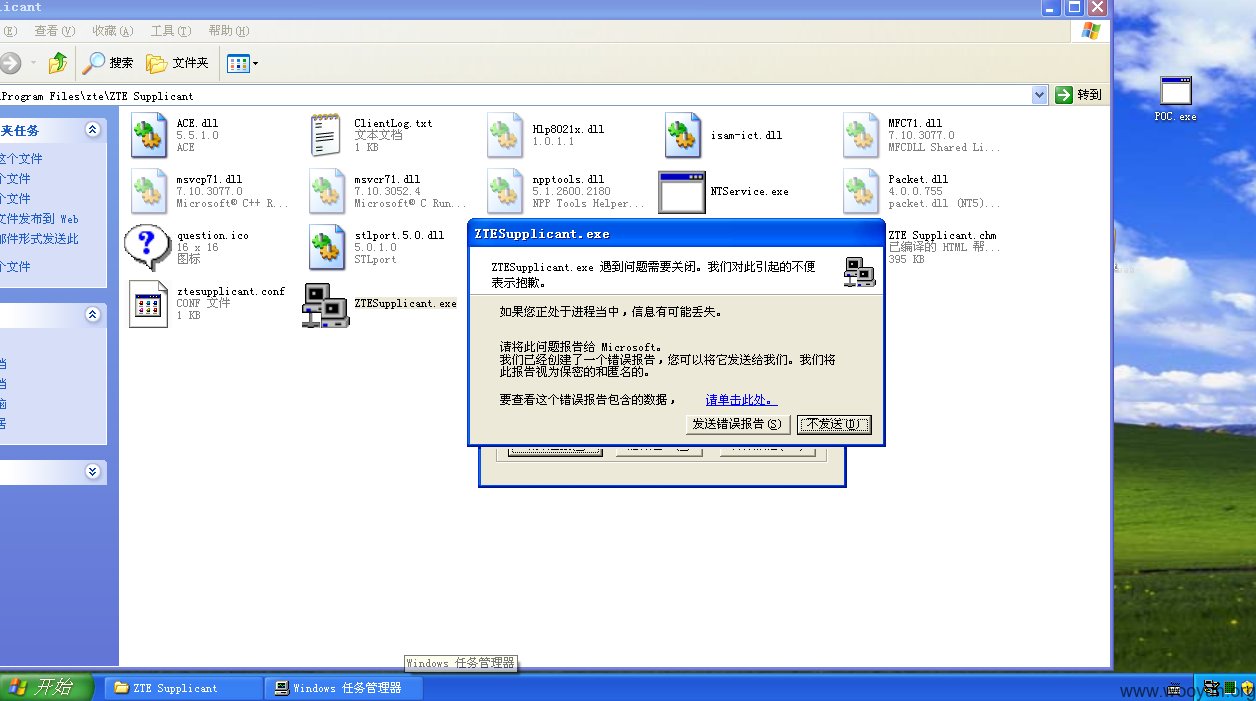 licant
(E) 查看(V) 收藏(A) 工具(T) 帮助(H)
搜索 文件夹
Program Files\zte\ZTE Supplicant 转到
夹任务
这个文件
个文件
个文件
文件发布到 Web
邮件形式发送此
个文件
当
当
脑
居
ACE.dll
5.5.1.0
ACE
ClientLog.txt
文本文档
1 KB
Hlp8021x.dll
1.0.1.1
isam-ict.dll
MFC71.dll
7.10.3077.0
MFCDLL Shared Li...
msvcp71.dll
7.10.3077.0
Microsoft® C++ R...
msvcr71.dll
7.10.3052.4
Microsoft® C Run...
npptools.dll
5.1.2600.2180
NPP Tools Helper...
NTService.exe
Packet.dll
4.0.0.755
packet.dll (NT5)...
question.ico
16 x 16
图标
stlport.5.0.dll
5.0.1.0
STLport
ZTE Supplicant.chm
已编译的 HTML 帮...
395 KB
ztesupplicant.conf
CONF 文件
1 KB
ZTESupplicant.exe
ZTESupplicant.exe
ZTESupplicant.exe 遇到问题需要关闭。我们对此引起的不便
表示抱歉。
如果您正处于进程当中，信息有可能丢失。
请将此问题报告给 Microsoft。
我们已经创建了一个错误报告，您可以将它发送给我们。我们将
此报告视为保密的和匿名的。
要查看这个错误报告包含的数据， 请单击此处。
发送错误报告(S) 不发送(D)
POC.exe
Windows 任务管理器
开始 ZTE Supplicant Windows 任务管理器
www.wooyun.org